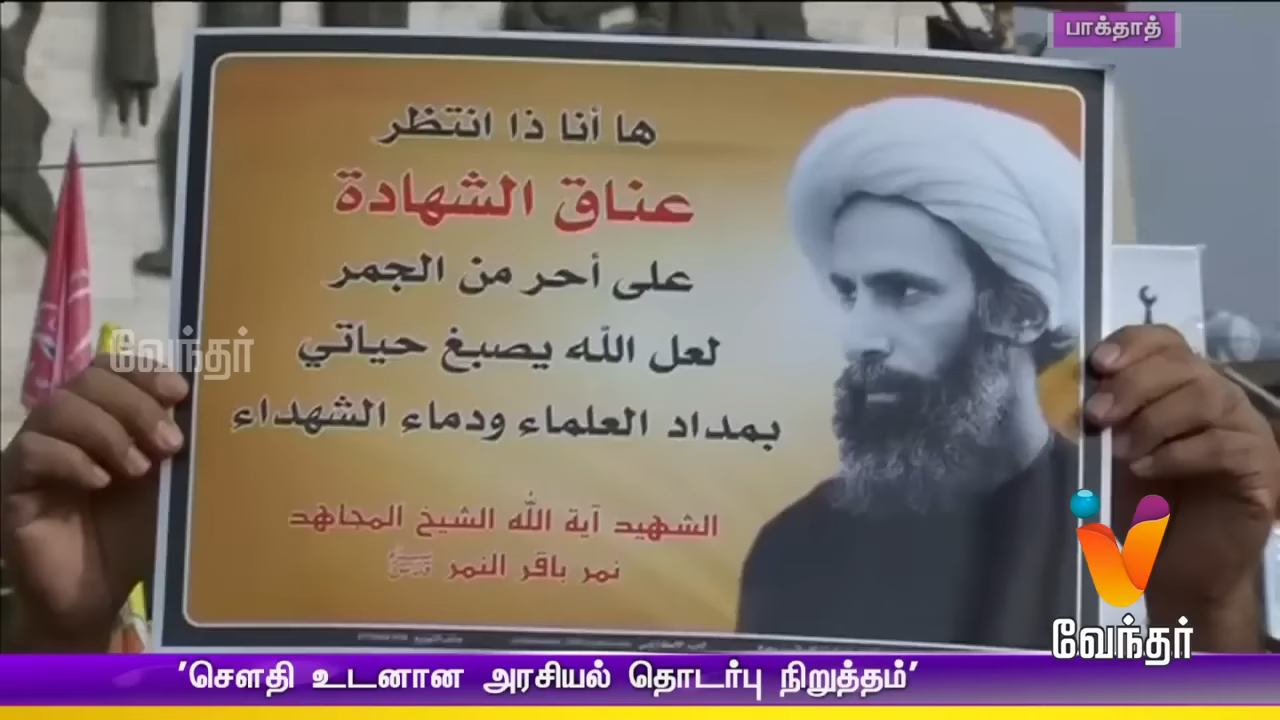 பாக்தாத்
ها أنا ذا انتظر
عناق الشهادة
على أحر من الجمر
لعل الله يصبغ حياتي
بمداد العلماء ودماء الشهداء
الشهيد آية الله الشيخ المجاهد
نمر باقر النمر
வேந்தர்
வேந்தர்
'சௌதி உடனான அரசியல் தொடர்பு நிறுத்தம்'